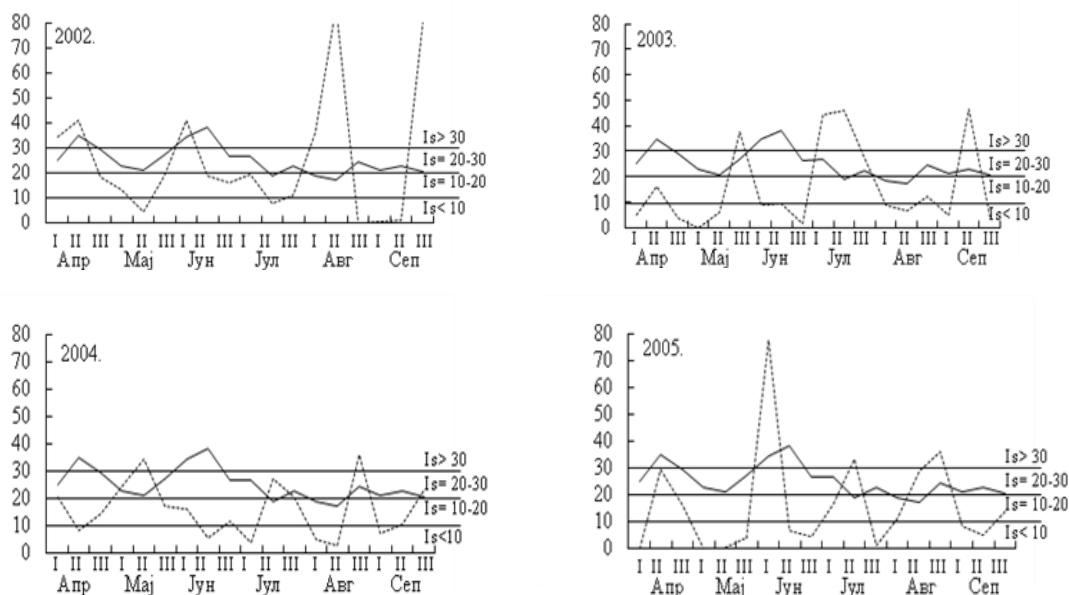 2002.
80
70
60
50
40
30
20
10
0
Is> 30
Is= 20-30
Is= 10-20
Is< 10
I II III I II III I II III I II III I II III I II III
Апр Мај Јун Јул Авг Сеп
2003.
80
70
60
50
40
30
20
10
0
Is> 30
Is= 20-30
Is= 10-20
Is< 10
I II III I II III I II III I II III I II III I II III
Апр Мај Јун Јул Авг Сеп
2004.
80
70
60
50
40
30
20
10
0
Is> 30
Is= 20-30
Is= 10-20
Is<10
I II III I II III I II III I II III I II III I II III
Апр Мај Јун Јул Авг Сеп
2005.
80
70
60
50
40
30
20
10
0
Is> 30
Is= 20-30
Is= 10-20
Is< 10
I II III I II III I II III I II III I II III I II III
Апр Мај Јун Јул Авг Сеп